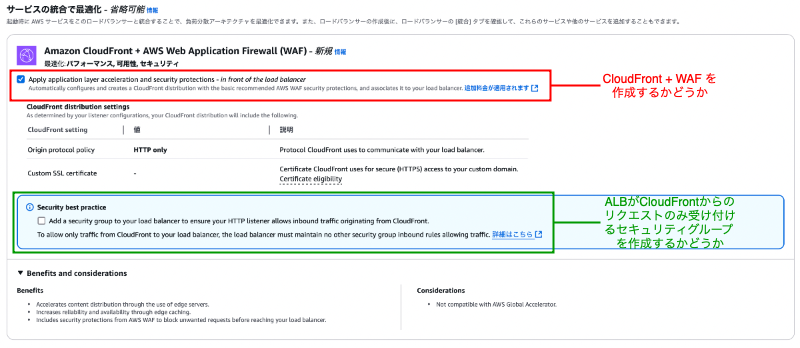 サービスの統合で最適化 - 省略可能 情報
起動時に AWS サービスをこのロードバランサーと統合することで、負荷分散アーキテクチャを最適化できます。また、ロードバランサーの作成後に、ロードバランサーの [統合] タブを確認して、これらのサービスや他のサービスを追加することもできます。
Amazon CloudFront + AWS Web Application Firewall (WAF) - 新規 情報
最適化: パフォーマンス, 可用性, セキュリティ
Apply application layer acceleration and security protections - in front of the load balancer
Automatically configures and creates a CloudFront distribution with the basic recommended AWS WAF security protections, and associates it to your load balancer. 追加料金が適用されます
CloudFront + WAF を
作成するかどうか
CloudFront distribution settings
As determined by your listener configurations, your CloudFront distribution will include the following.
CloudFront setting 値 説明
Origin protocol policy HTTP only Protocol CloudFront uses to communicate with your load balancer.
Custom SSL certificate - Certificate CloudFront uses for secure (HTTPS) access to your custom domain.
Certificate eligibility
Security best practice
Add a security group to your load balancer to ensure your HTTP listener allows inbound traffic originating from CloudFront.
To allow only traffic from CloudFront to your load balancer, the load balancer must maintain no other security group inbound rules allowing traffic. 詳細はこちら
ALBがCloudFrontからの
リクエストのみ受け付け
るセキュリティグループ
を作成するかどうか
Benefits and considerations
Benefits
• Accelerates content distribution through the use of edge servers.
• Increases reliability and availability through edge caching.
• Includes security protections from AWS WAF to block unwanted requests before reaching your load balancer.
Considerations
• Not compatible with AWS Global Accelerator.